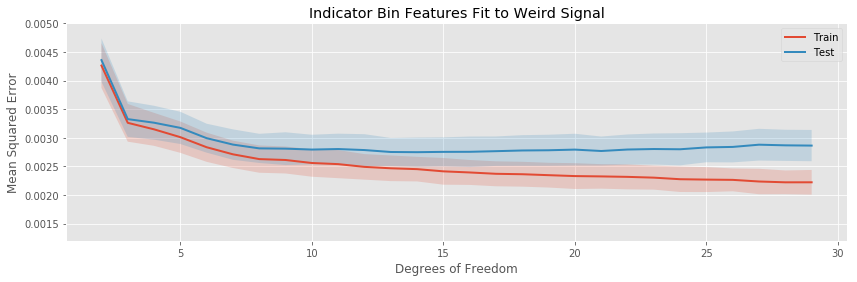 Indicator Bin Features Fit to Weird Signal
Mean Squared Error
0.0050
0.0045
0.0040
0.0035
0.0030
0.0025
0.0020
0.0015
Train
Test
5
10
15
20
25
30
Degrees of Freedom